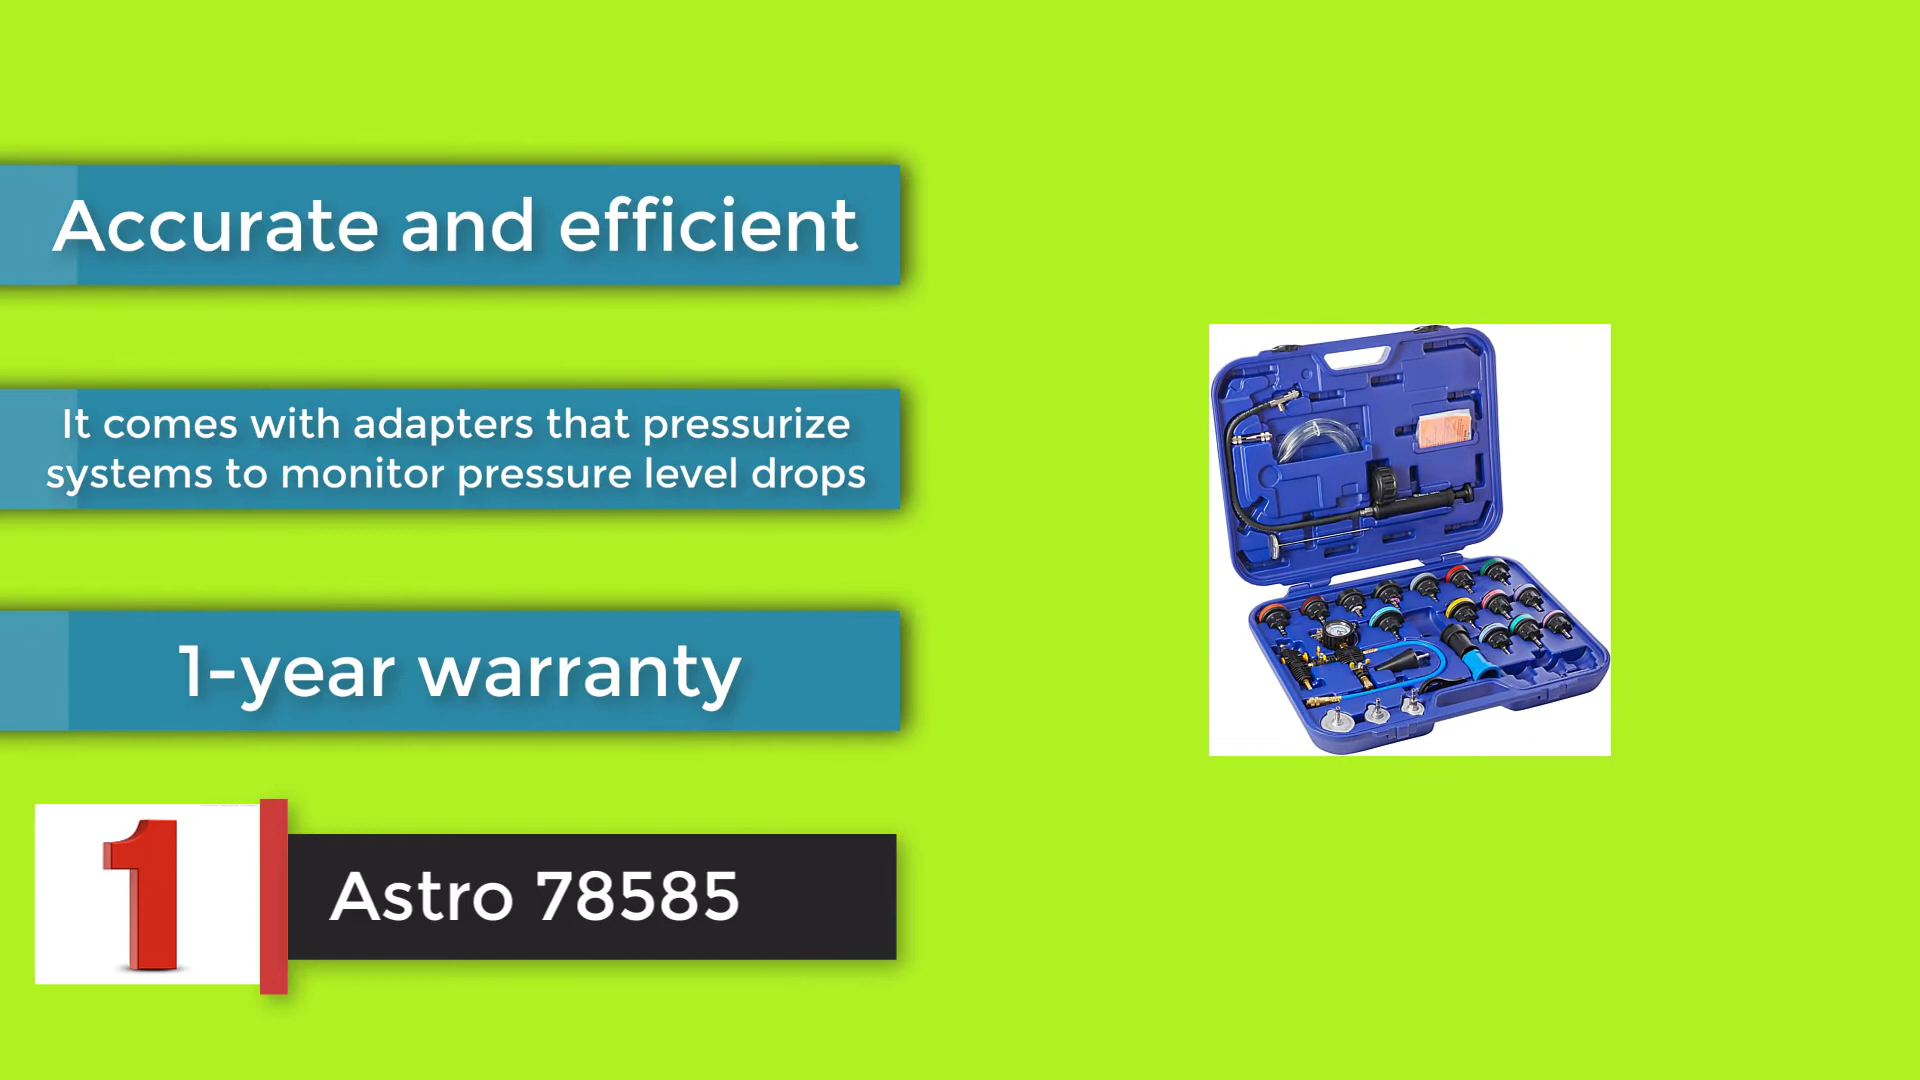 Accurate and efficient
It comes with adapters that pressurize
systems to monitor pressure level drops
1-year warranty
1
Astro 78585